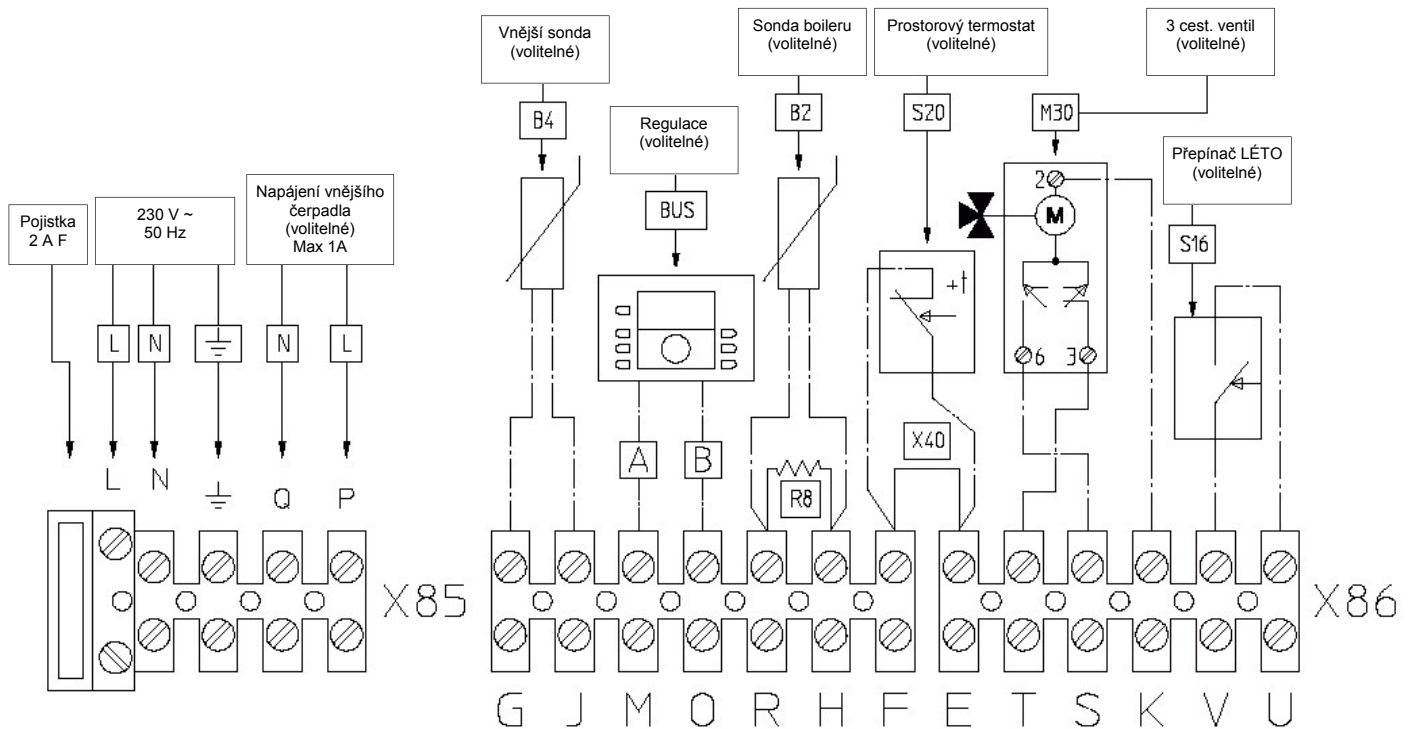 Vnější sonda
(volitelné)
Sonda boileru
(volitelné)
Prostorový termostat
(volitelné)
3 cest. ventil
(volitelné)
B4
B2
S20
M30
Regulace
(volitelné)
Přepínač LÉTO
(volitelné)
Pojistka
2 A F
230 V ~
50 Hz
Napájení vnějšího
čerpadla
(volitelné)
Max 1A
BUS
2
M
S16
+t
L
N
N
L
6
3
A
B
X40
L
N
Q
P
R8
X85
X86
G J M O R H F E T S K V U